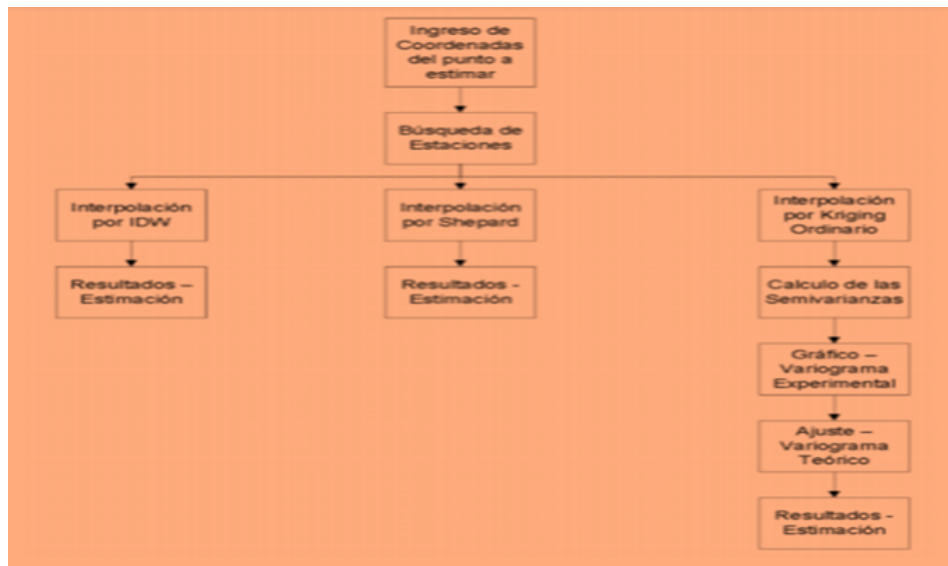 Ingreso de
Coordenadas
del punto a
estimar
Búsqueda de
Estaciones
Interpolación
por IDW
Interpolación
por Shepard
Interpolación
por Kriging
Ordinario
Resultados –
Estimación
Resultados -
Estimación
Calculo de las
Semivarianzas
Gráfico –
Variograma
Experimental
Ajuste –
Variograma
Teórico
Resultados -
Estimación